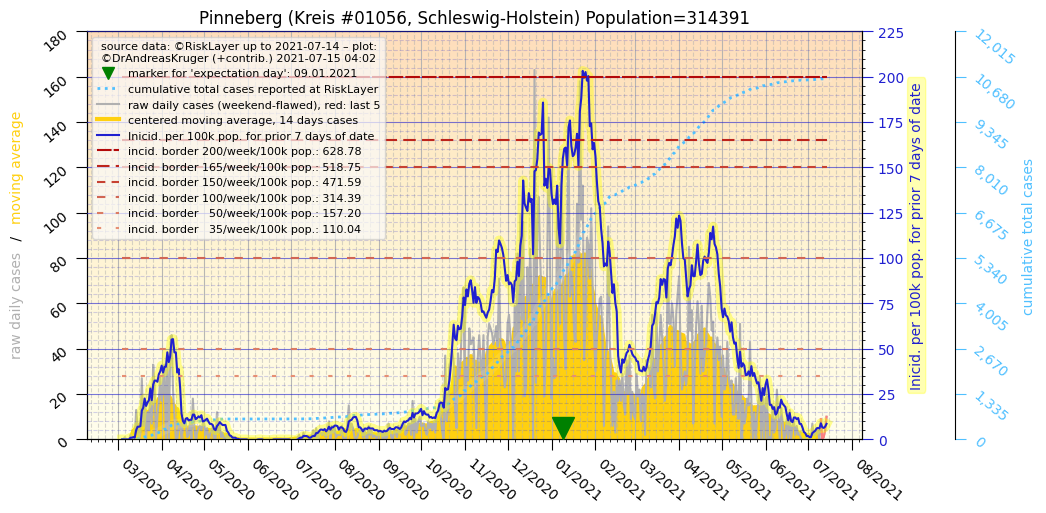 Pinneberg (Kreis #01056, Schleswig-Holstein) Population=314391
source data: ©RiskLayer up to 2021-07-14 – plot:
©DrAndreasKruger (+contrib.) 2021-07-15 04:02
marker for 'expectation day': 09.01.2021
cumulative total cases reported at RiskLayer
raw daily cases (weekend-flawed), red: last 5
centered moving average, 14 days cases
Inicid. per 100k pop. for prior 7 days of date
incid. border 200/week/100k pop.: 628.78
incid. border 165/week/100k pop.: 518.75
incid. border 150/week/100k pop.: 471.59
incid. border 100/week/100k pop.: 314.39
incid. border 50/week/100k pop.: 157.20
incid. border 35/week/100k pop.: 110.04
raw daily cases / moving average
180
160
140
120
100
80
60
40
20
0
225
200
175
150
125
100
75
50
25
0
Inicid. per 100k pop. for prior 7 days of date
12,015
10,680
9,345
8,010
6,675
5,340
4,005
2,670
1,335
0
cumulative total cases
03/2020
04/2020
05/2020
06/2020
07/2020
08/2020
09/2020
10/2020
11/2020
12/2020
01/2021
02/2021
03/2021
04/2021
05/2021
06/2021
07/2021
08/2021